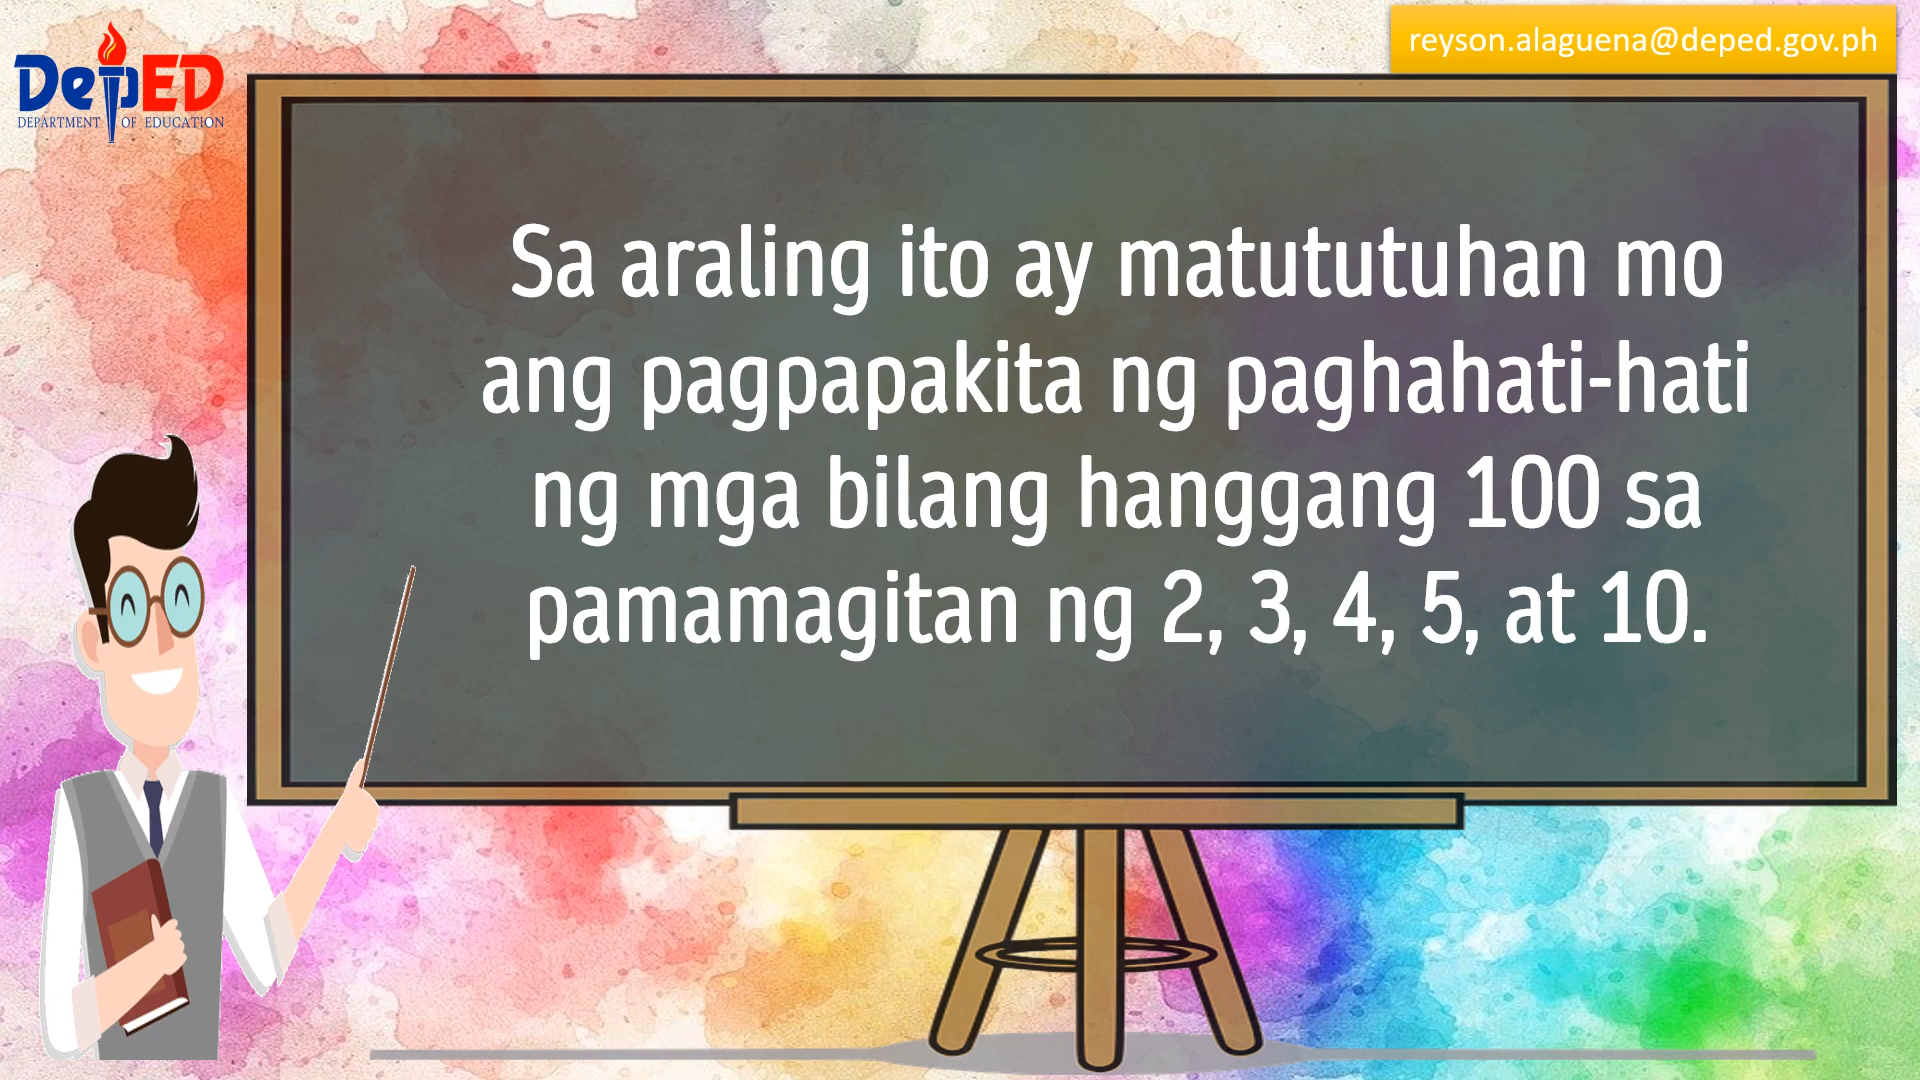 reyson.alaguena@deped.gov.ph
DepED
DEPARTMENT OF EDUCATION
Sa araling ito ay matututuhan mo
ang pagpapakita ng paghahati-hati
ng mga bilang hanggang 100 sa
pamamagitan ng 2, 3, 4, 5, at 10.